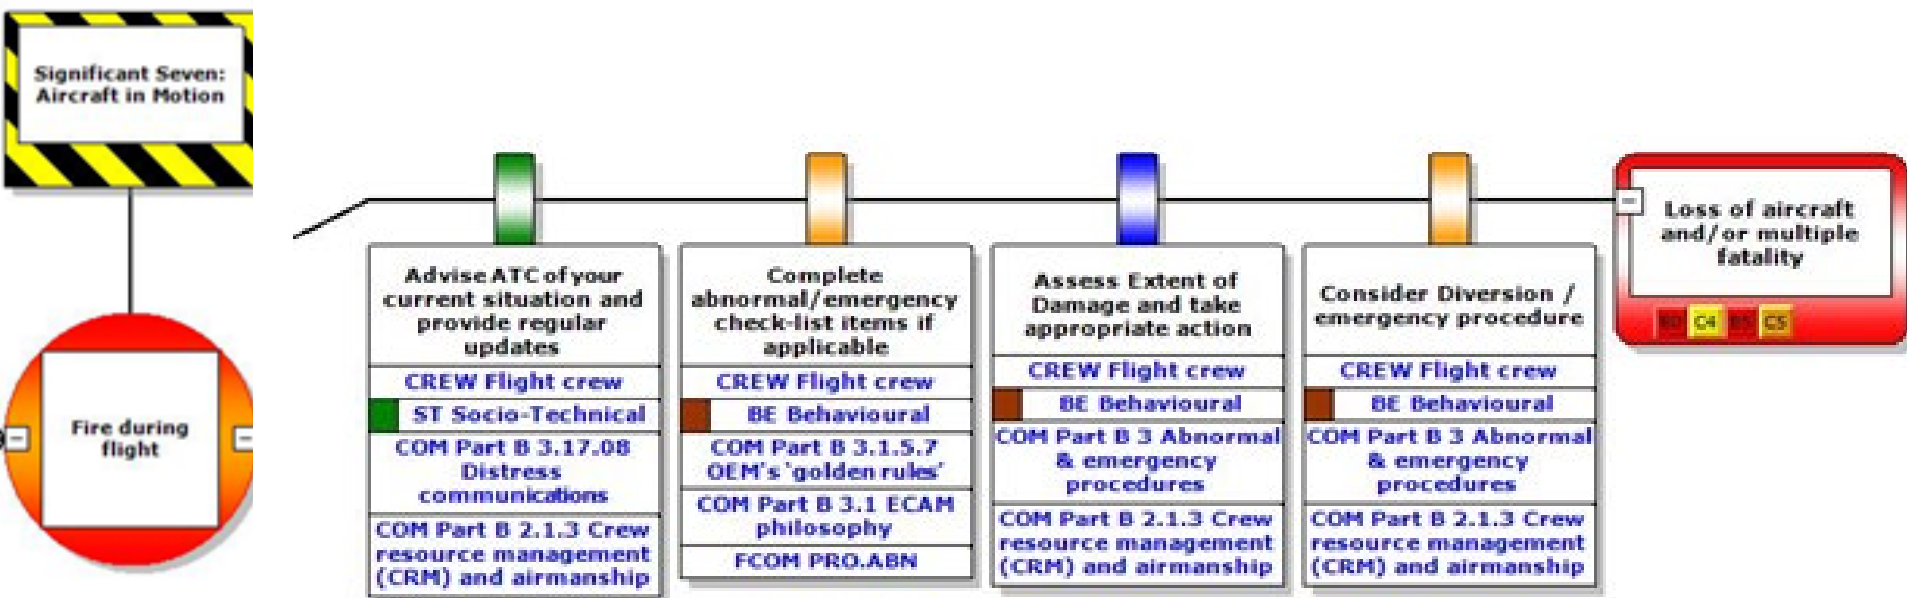 Significant Seven:
Aircraft in Motion
Fire during
flight
Advise ATC of your
current situation and
provide regular
updates
CREW Flight crew
ST Socio-Technical
COM Part B 3.17.08
Distress
communications
COM Part B 2.1.3 Crew
resource management
(CRM) and airmanship
Complete
abnormal/emergency
check-list items if
applicable
CREW Flight crew
BE Behavioural
COM Part B 3.1.5.7
OEM's 'golden rules'
COM Part B 3.1 ECAM
philosophy
FCOM PRO.ABN
Assess Extent of
Damage and take
appropriate action
CREW Flight crew
BE Behavioural
COM Part B 3 Abnormal
& emergency
procedures
COM Part B 2.1.3 Crew
resource management
(CRM) and airmanship
Consider Diversion /
emergency procedure
CREW Flight crew
BE Behavioural
COM Part B 3 Abnormal
& emergency
procedures
COM Part B 2.1.3 Crew
resource management
(CRM) and airmanship
Loss of aircraft
and/or multiple
fatality
C4 B5 C5